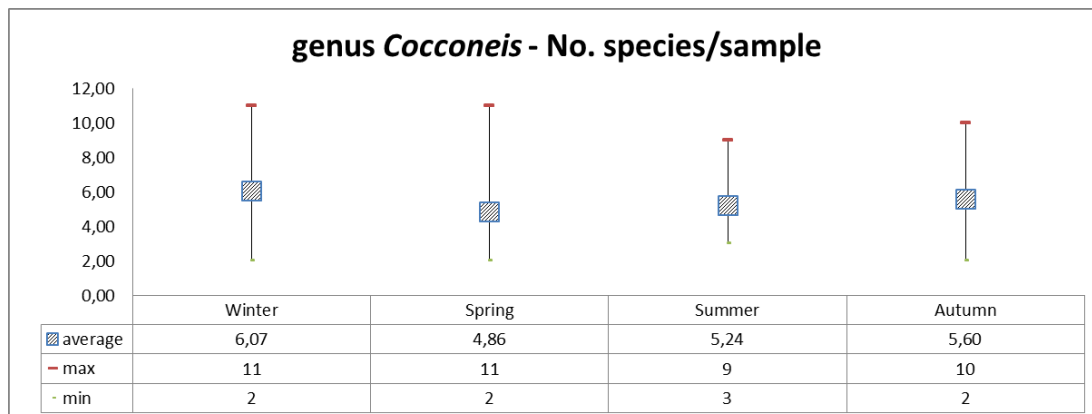 genus Cocconeis - No. species/sample
12,00
10,00
8,00
6,00
4,00
2,00
0,00
Winter Spring Summer Autumn
average 6,07 4,86 5,24 5,60
max 11 11 9 10
min 2 2 3 2